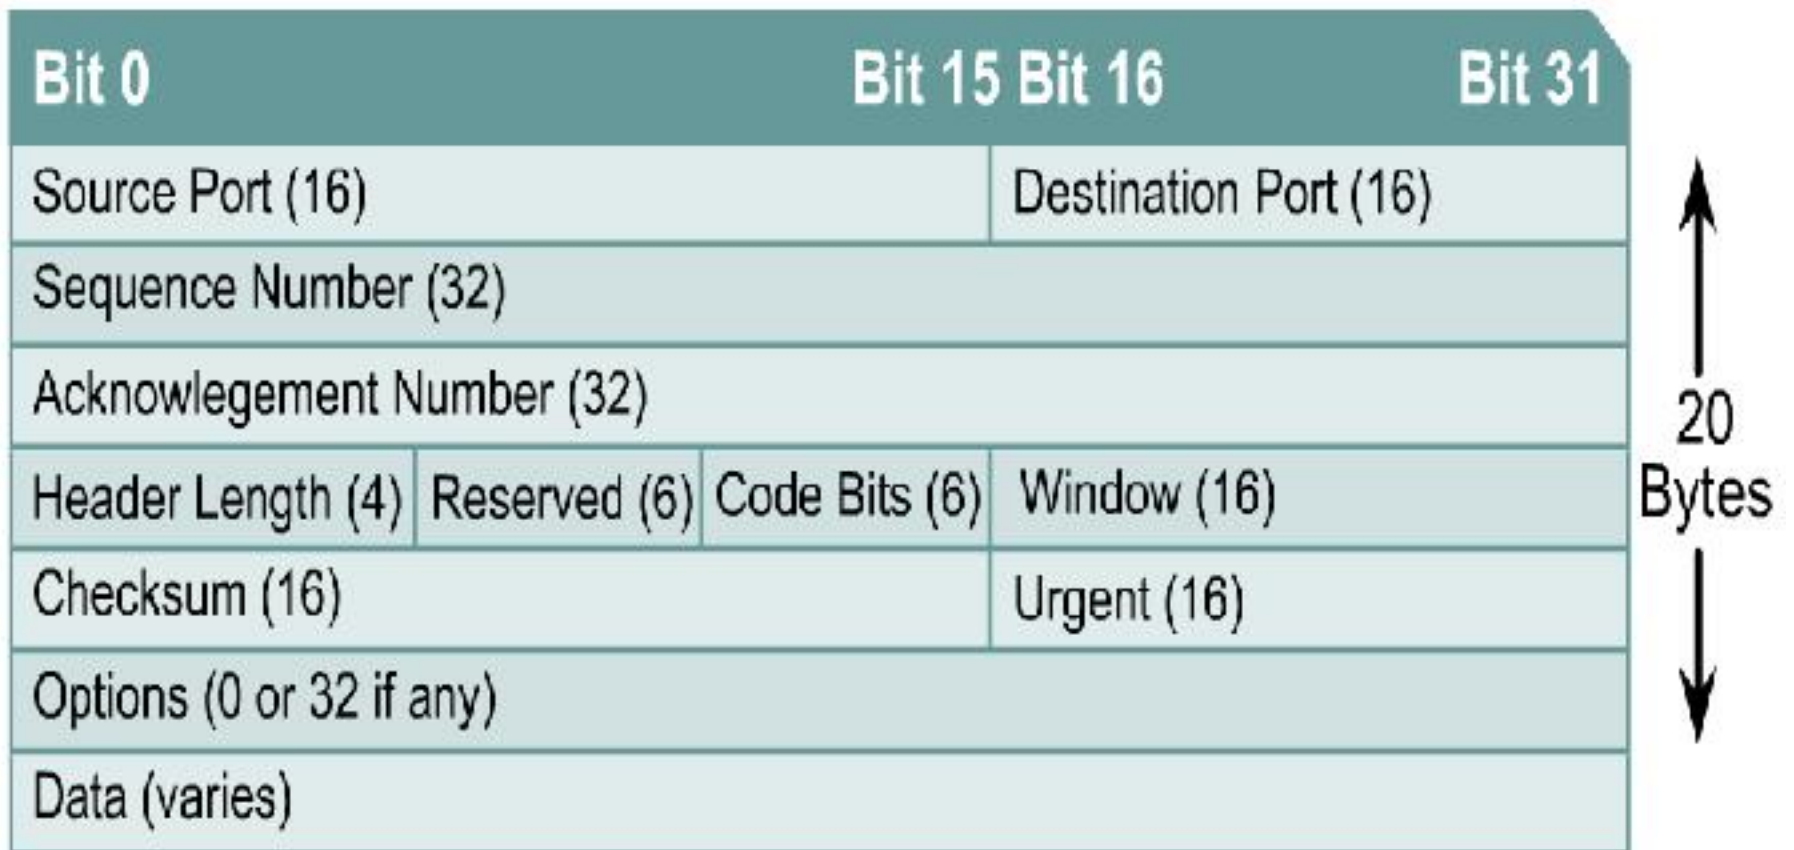 Bit 0 Bit 15 Bit 16 Bit 31
Source Port (16) Destination Port (16)
Sequence Number (32)
Acknowlegement Number (32)
Header Length (4) Reserved (6) Code Bits (6) Window (16)
Checksum (16) Urgent (16)
Options (0 or 32 if any)
Data (varies)
20
Bytes